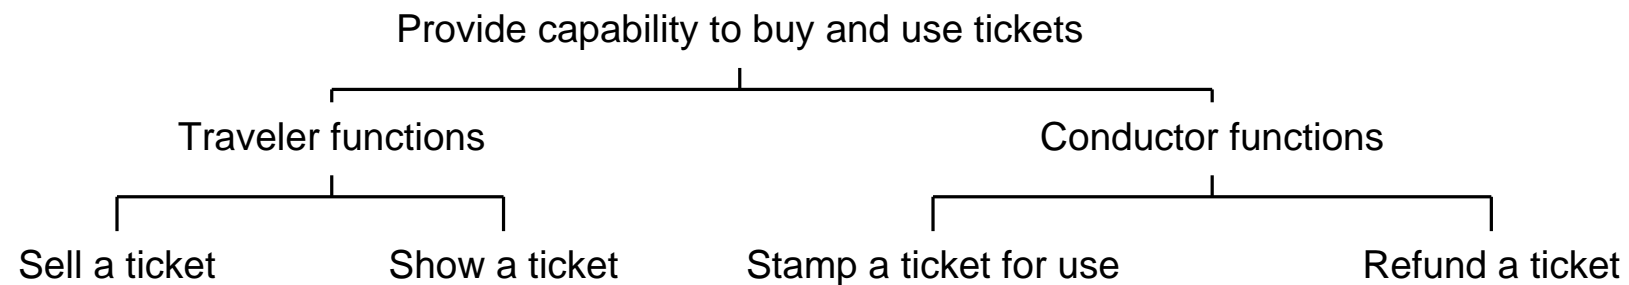 Provide capability to buy and use tickets
Traveler functions
Conductor functions
Sell a ticket
Show a ticket
Stamp a ticket for use
Refund a ticket